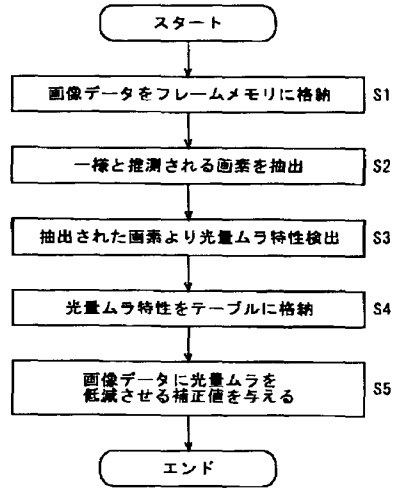 スタート
画像データをフレームメモリに格納 S1
一様と推測される画素を抽出 S2
抽出された画素より光量ムラ特性検出 S3
光量ムラ特性をテーブルに格納 S4
画像データに光量ムラを
低減させる補正値を与える S5
エンド